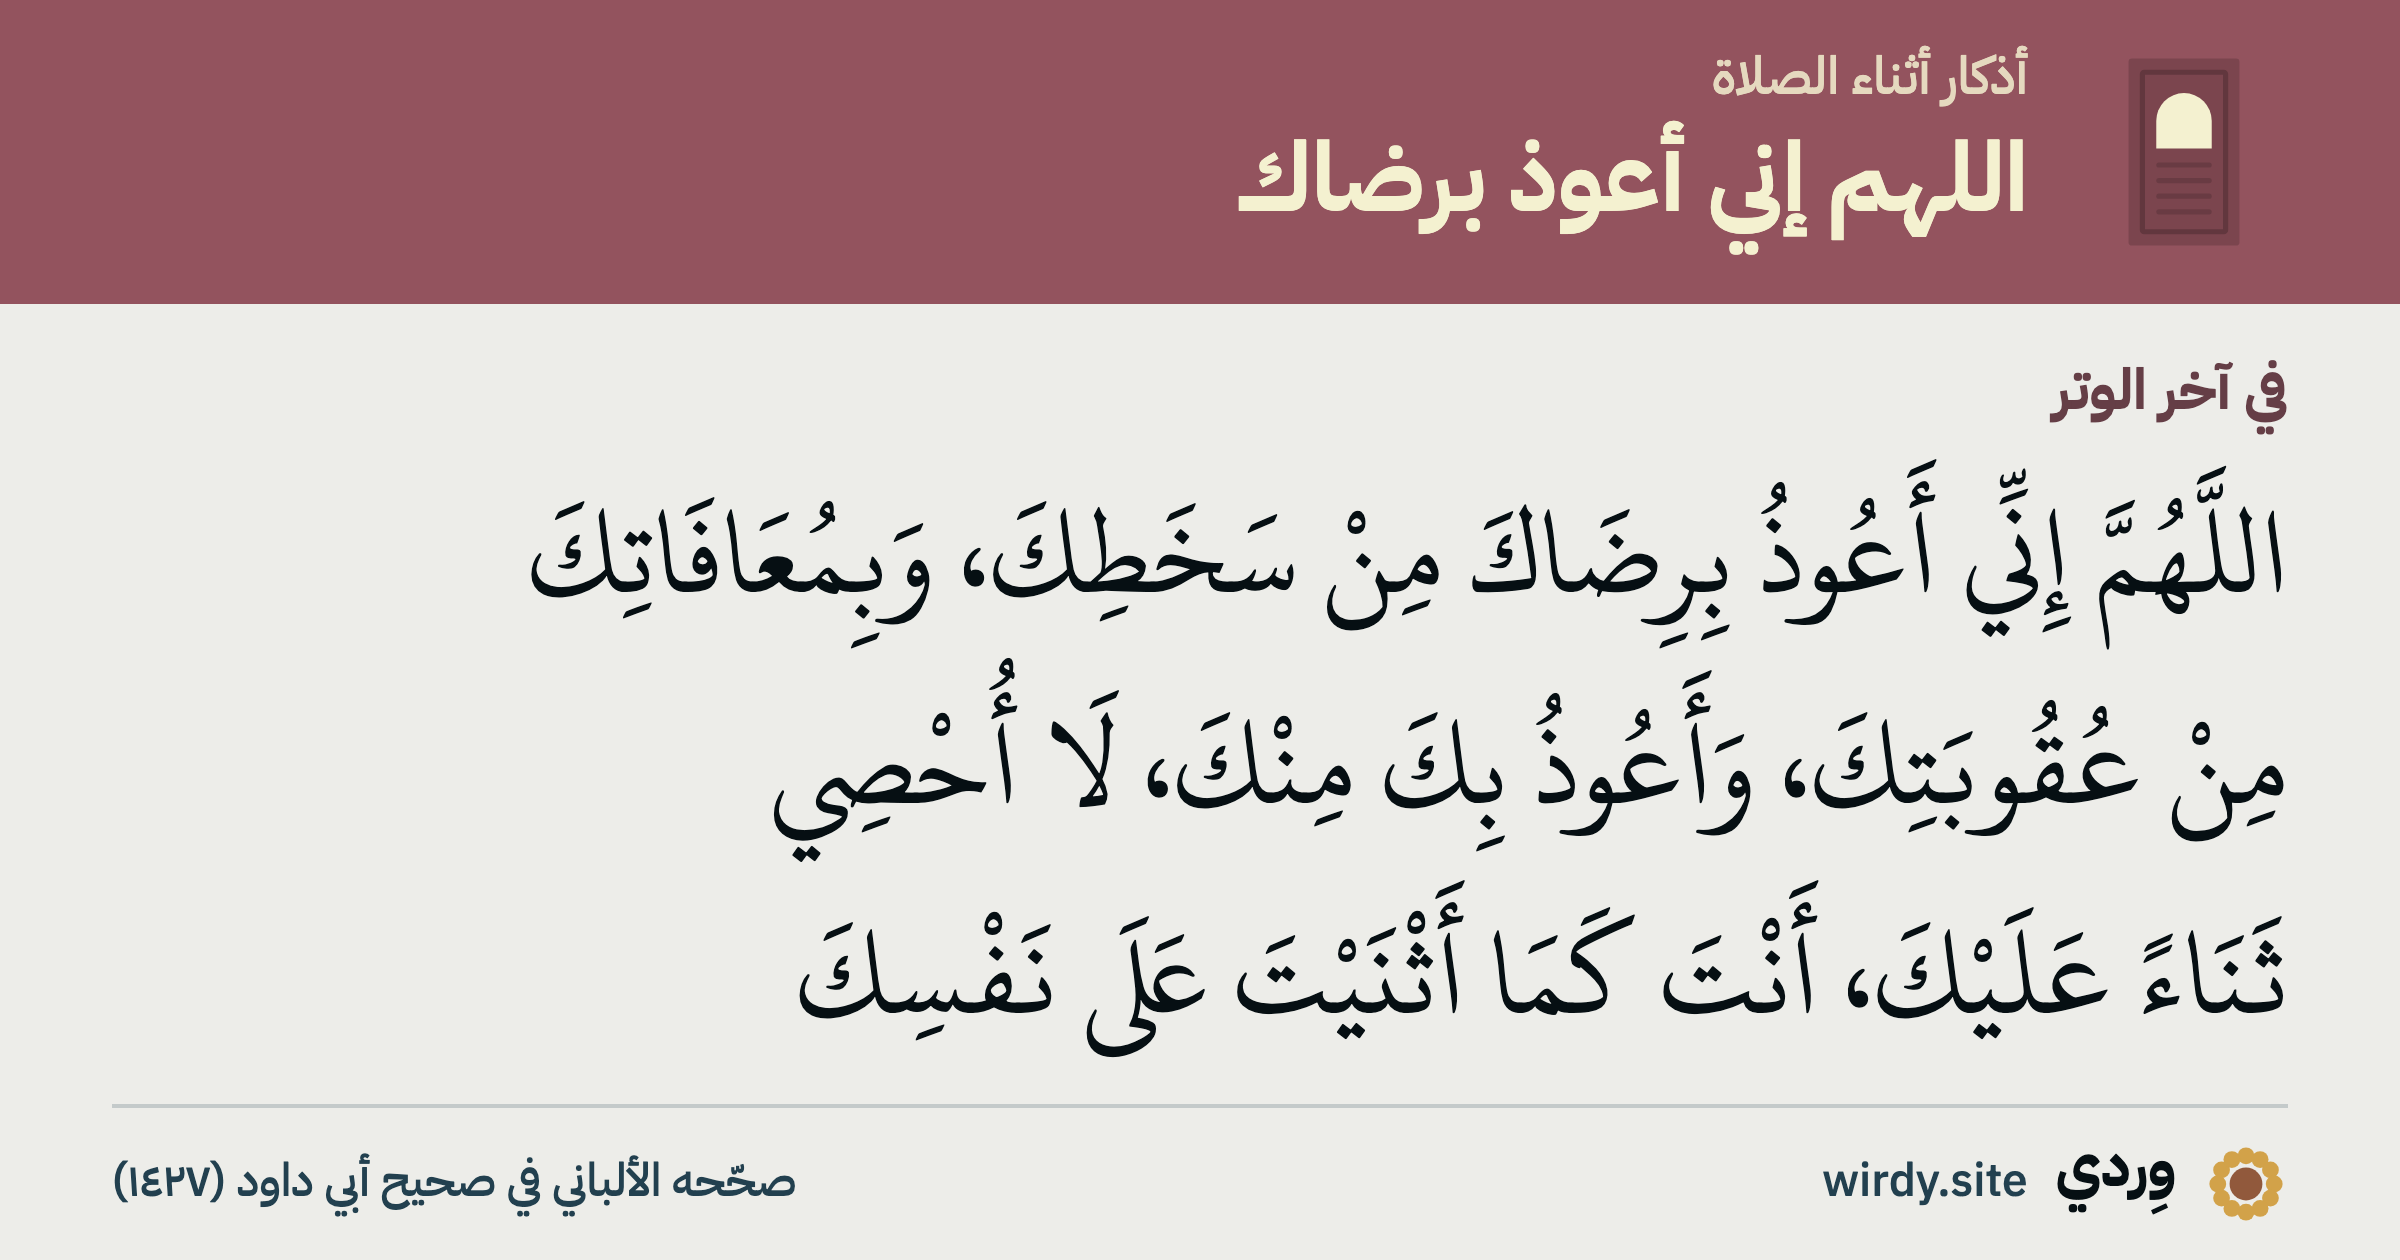 أذكار أثناء الصلاة
اللهم إني أعوذ برضاك
في آخر الوتر
اللَّهُمَّ إِنِّي أَعُوذُ بِرِضَاكَ مِنْ سَخَطِكَ، وَبِمُعَافَاتِكَ
مِنْ عُقُوبَتِكَ، وَأَعُوذُ بِكَ مِنْكَ، لَا أُحْصِي
ثَنَاءً عَلَيْكَ، أَنْتَ كَمَا أَثْنَيْتَ عَلَى نَفْسِكَ
وِردي wirdy.site
صحّحه الألباني في صحيح أبي داود (١٤٢٧)